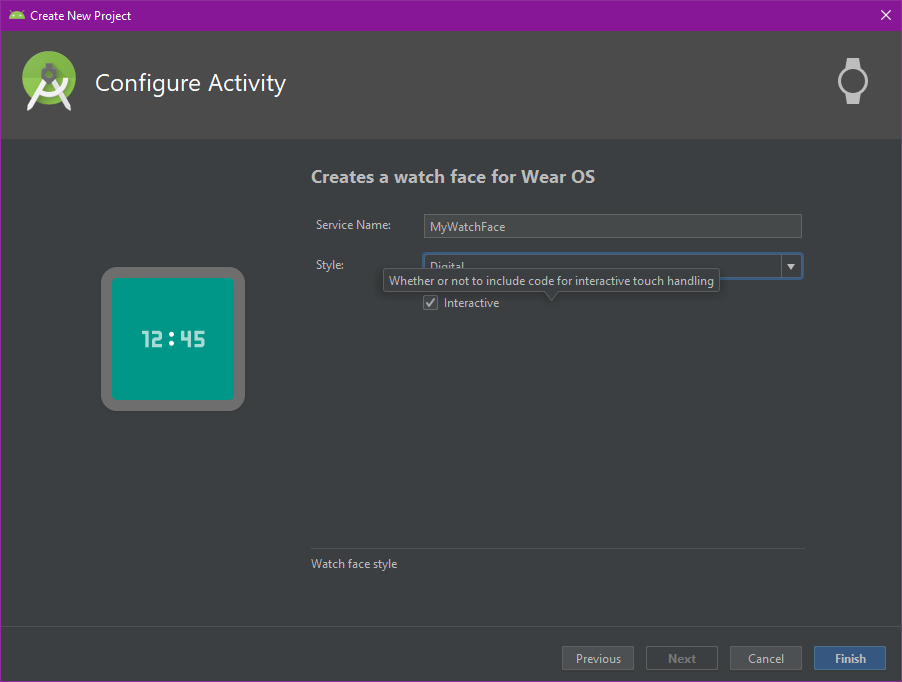 Create New Project
Configure Activity
Creates a watch face for Wear OS
Service Name:
MyWatchFace
Style:
Digital
Whether or not to include code for interactive touch handling
Interactive
12:45
Watch face style
Previous
Next
Cancel
Finish